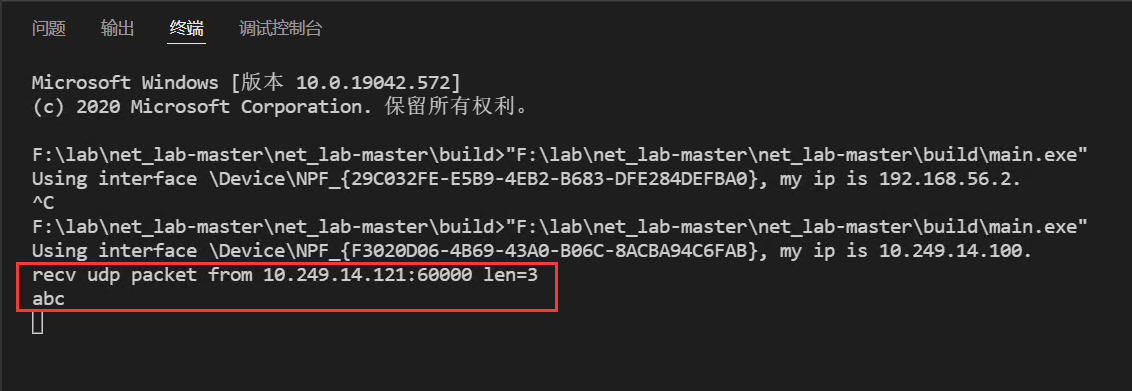 问题 输出 终端 调试控制台
Microsoft Windows [版本 10.0.19042.572]
(c) 2020 Microsoft Corporation. 保留所有权利。
F:\lab\net_lab-master\net_lab-master\build>"F:\lab\net_lab-master\net_lab-master\build\main.exe"
Using interface \Device\NPF_{29C032FE-E5B9-4EB2-B683-DFE284DEFBA0}, my ip is 192.168.56.2.
^C
F:\lab\net_lab-master\net_lab-master\build>"F:\lab\net_lab-master\net_lab-master\build\main.exe"
Using interface \Device\NPF_{F3020D06-4B69-43A0-B06C-8ACBA94C6FAB}, my ip is 10.249.14.100.
recv udp packet from 10.249.14.121:60000 len=3
abc